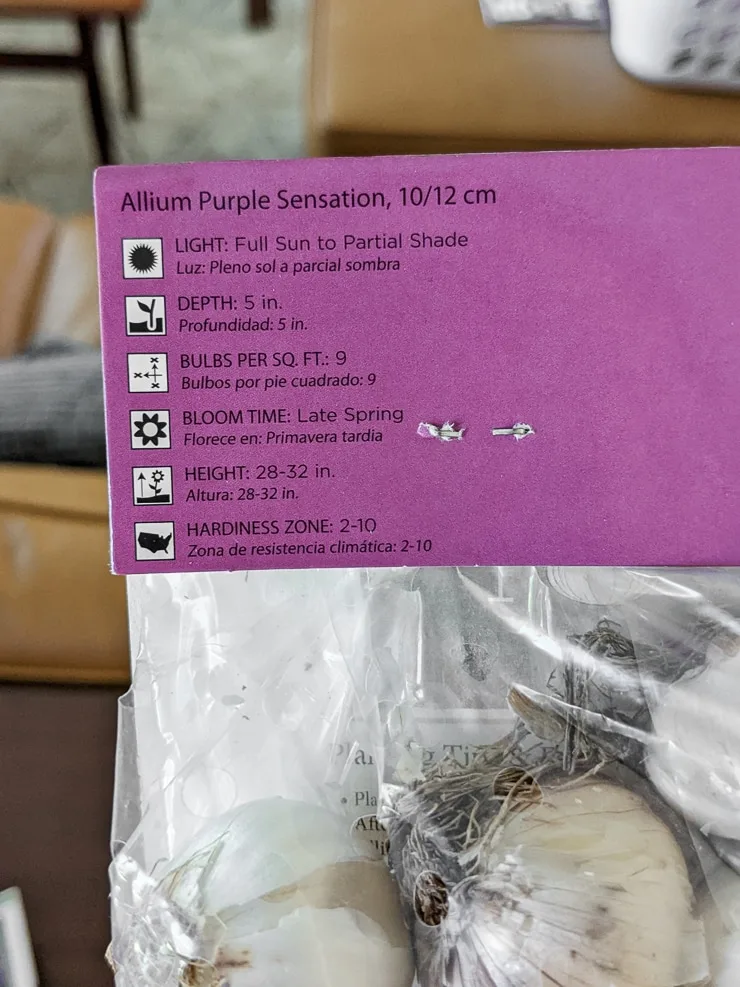 Allium Purple Sensation, 10/12 cm
LIGHT: Full Sun to Partial Shade
Luz: Pleno sol a parcial sombra
DEPTH: 5 in.
Profundidad: 5 in.
BULBS PER SQ. FT.: 9
Bulbos por pie cuadrado: 9
BLOOM TIME: Late Spring
Florece en: Primavera tardia
HEIGHT: 28-32 in.
Altura: 28-32 in.
HARDINESS ZONE: 2-10
Zona de resistencia climática: 2-10